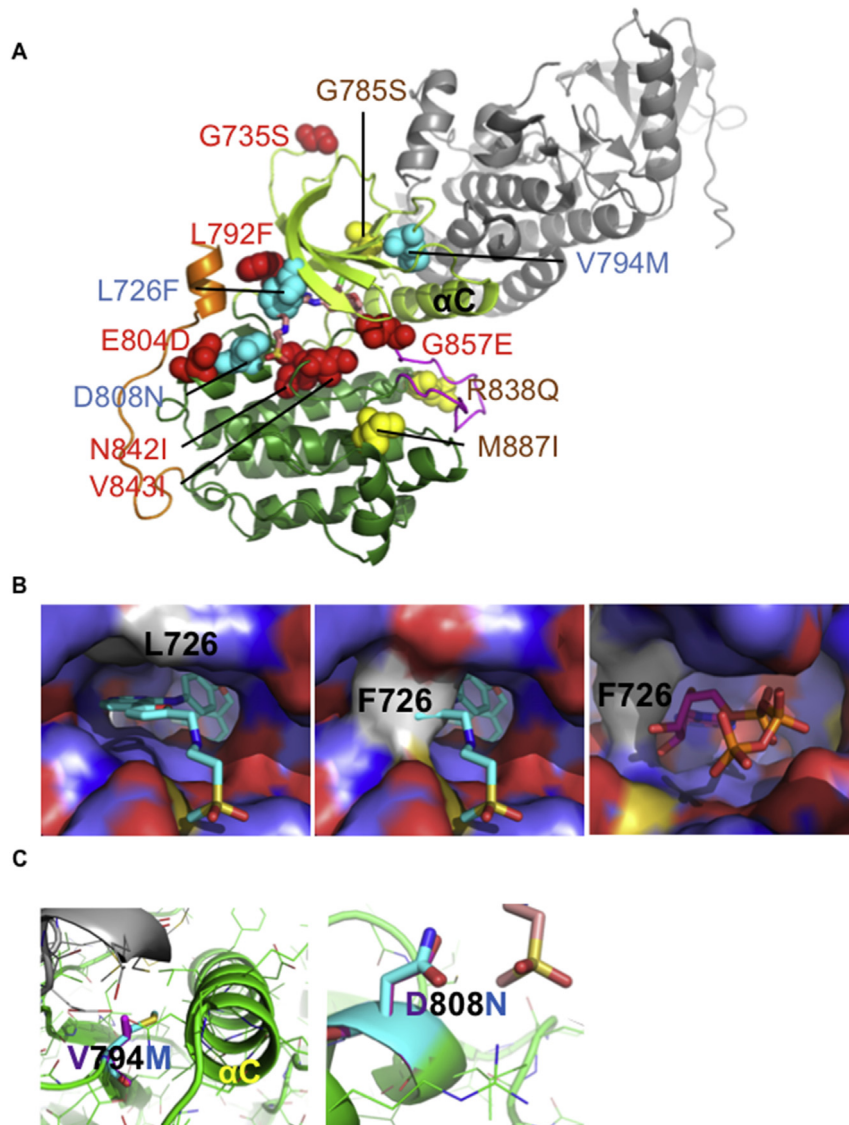 A
G785S
G735S
L792F
V794M
L726F
αC
E804D
G857E
D808N
R838Q
N842I
M887I
V843I
B
L726
F726
F726
C
V794M
D808N
αC